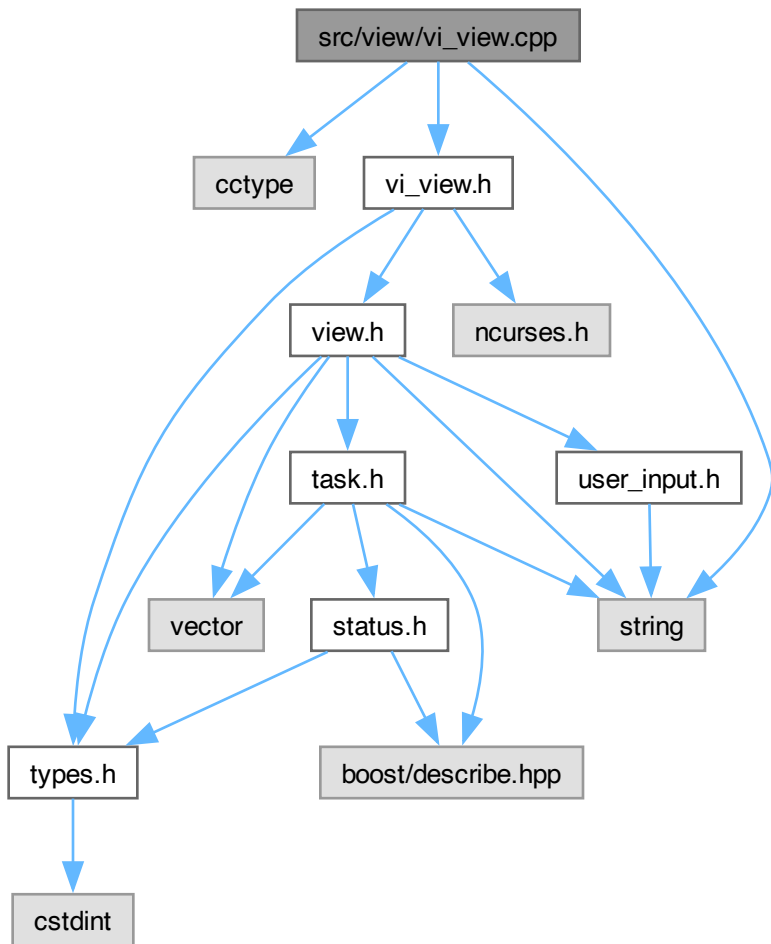 src/view/vi_view.cpp
cctype
vi_view.h
view.h
ncurses.h
task.h
user_input.h
vector
status.h
string
types.h
boost/describe.hpp
cstdint